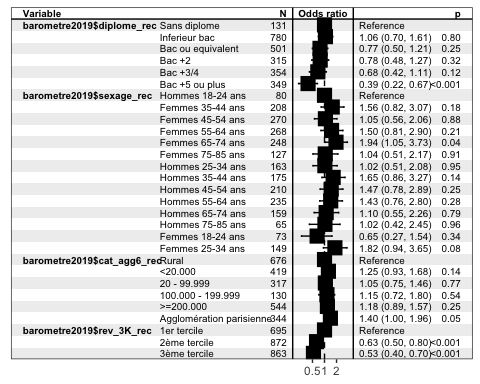 Variable N Odds ratio p
barometre2019$diplome_rec Sans diplome 131 Reference
Inferieur bac 780 1.06 (0.70, 1.61) 0.80
Bac ou equivalent 501 0.77 (0.50, 1.21) 0.25
Bac +2 315 0.78 (0.48, 1.27) 0.32
Bac +3/4 354 0.68 (0.42, 1.11) 0.12
Bac +5 ou plus 349 0.39 (0.22, 0.67) <0.001
barometre2019$sexage_rec Hommes 18-24 ans 80 Reference
Femmes 35-44 ans 208 1.56 (0.82, 3.07) 0.18
Femmes 45-54 ans 270 1.05 (0.56, 2.06) 0.88
Femmes 55-64 ans 268 1.50 (0.81, 2.90) 0.21
Femmes 65-74 ans 248 1.94 (1.05, 3.73) 0.04
Femmes 75-85 ans 127 1.04 (0.51, 2.17) 0.91
Hommes 25-34 ans 163 1.02 (0.51, 2.08) 0.95
Hommes 35-44 ans 175 1.65 (0.86, 3.27) 0.14
Hommes 45-54 ans 210 1.47 (0.78, 2.89) 0.25
Hommes 55-64 ans 235 1.43 (0.76, 2.80) 0.28
Hommes 65-74 ans 159 1.10 (0.55, 2.26) 0.79
Hommes 75-85 ans 65 1.02 (0.42, 2.45) 0.96
Femmes 18-24 ans 73 0.65 (0.27, 1.54) 0.34
Femmes 25-34 ans 149 1.82 (0.94, 3.65) 0.08
barometre2019$cat_agg6_rec Rural 676 Reference
<20.000 419 1.25 (0.93, 1.68) 0.14
20 - 99.999 317 1.05 (0.75, 1.46) 0.77
100.000 - 199.999 130 1.15 (0.72, 1.80) 0.54
>=200.000 544 1.18 (0.89, 1.57) 0.25
Agglomération parisienne 344 1.40 (1.00, 1.96) 0.05
barometre2019$rev_3K_rec 1er tercile 695 Reference
2ème tercile 872 0.63 (0.50, 0.80) <0.001
3ème tercile 863 0.53 (0.40, 0.70) <0.001
0.5 1 2